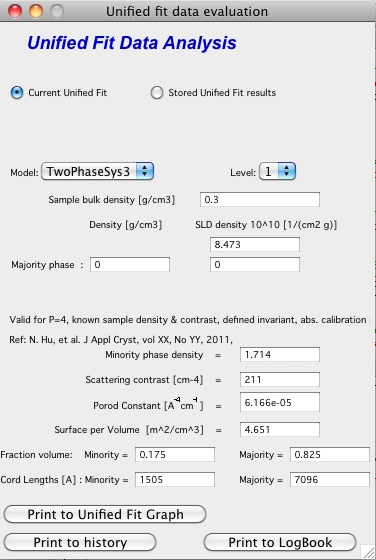 Unified fit data evaluation
Unified Fit Data Analysis
Current Unified Fit Stored Unified Fit results
Model: TwoPhaseSys3 Level: 1
Sample bulk density [g/cm3] 0.3
Density [g/cm3] SLD density 10^10 [1/(cm2 g)]
8.473
Majority phase : 0 0
Valid for P=4, known sample density & contrast, defined invariant, abs. calibration
Ref: N. Hu, et al. J Appl Cryst, vol XX, No YY, 2011,
Minority phase density = 1.714
Scattering contrast [cm-4] = 211
Porod Constant [A^-4 cm^-1] = 6.166e-05
Surface per Volume [m^2/cm^3] = 4.651
Fraction volume: Minority = 0.175 Majority = 0.825
Cord Lengths [A] : Minority = 1505 Majority = 7096
Print to Unified Fit Graph
Print to history Print to LogBook